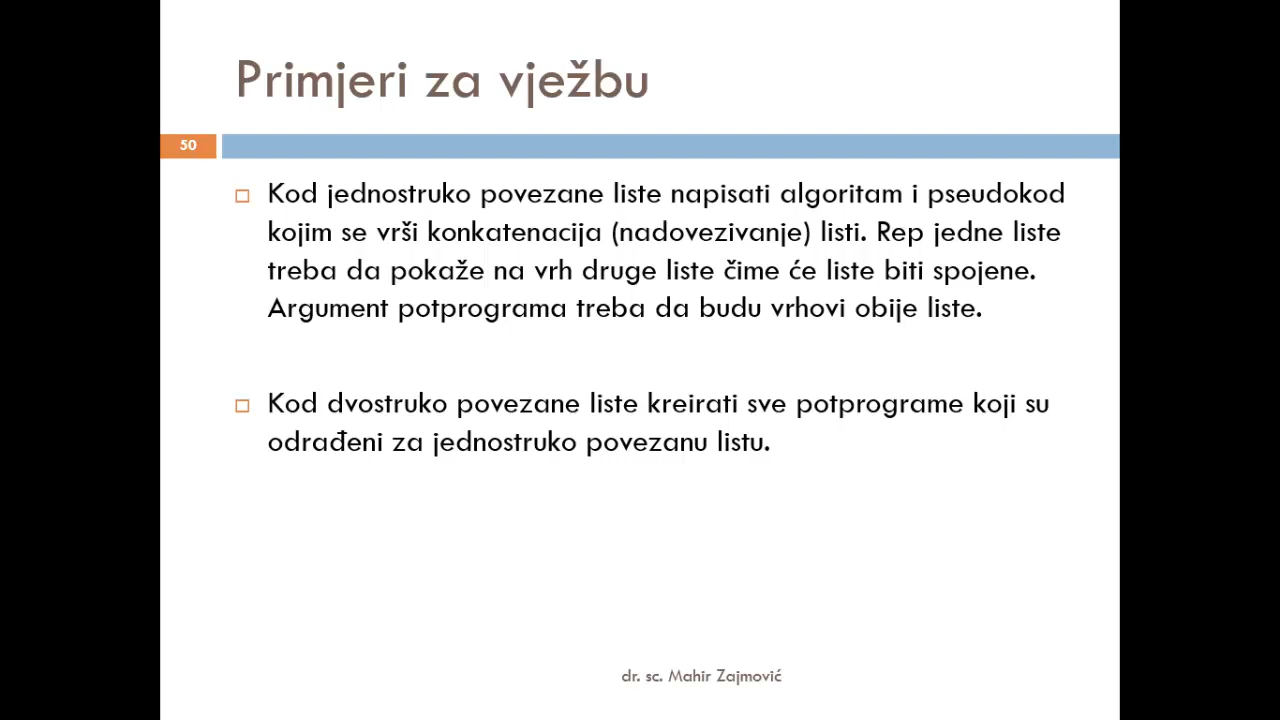 Primjeri za vježbu
50
Kod jednostruko povezane liste napisati algoritam i pseudokod
kojim se vrši konkatenacija (nadovezivanje) listi. Rep jedne liste
treba da pokaže na vrh druge liste čime će liste biti spojene.
Argument potprograma treba da budu vrhovi obije liste.
Kod dvostruko povezane liste kreirati sve potprograme koji su
odrađeni za jednostruko povezanu listu.
dr. sc. Mahir Zajmović